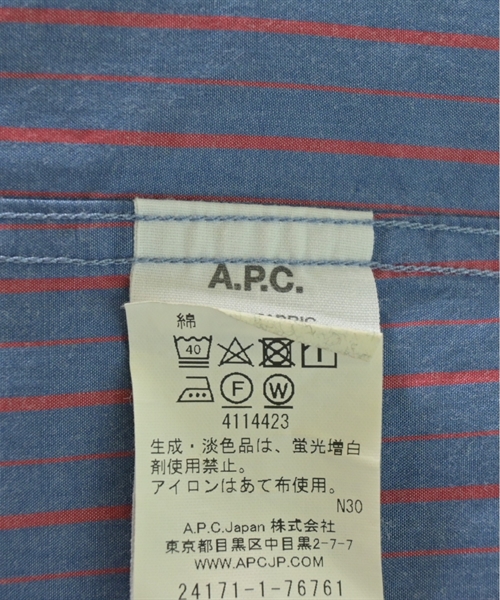 A.P.C.
綿
40
F W
4114423
生成・淡色品は、蛍光増白
剤使用禁止。
アイロンはあて布使用。
N30
A.P.C.Japan 株式会社
東京都目黒区中目黒2-7-7
WWW.APCJP.COM
24171-1-76761